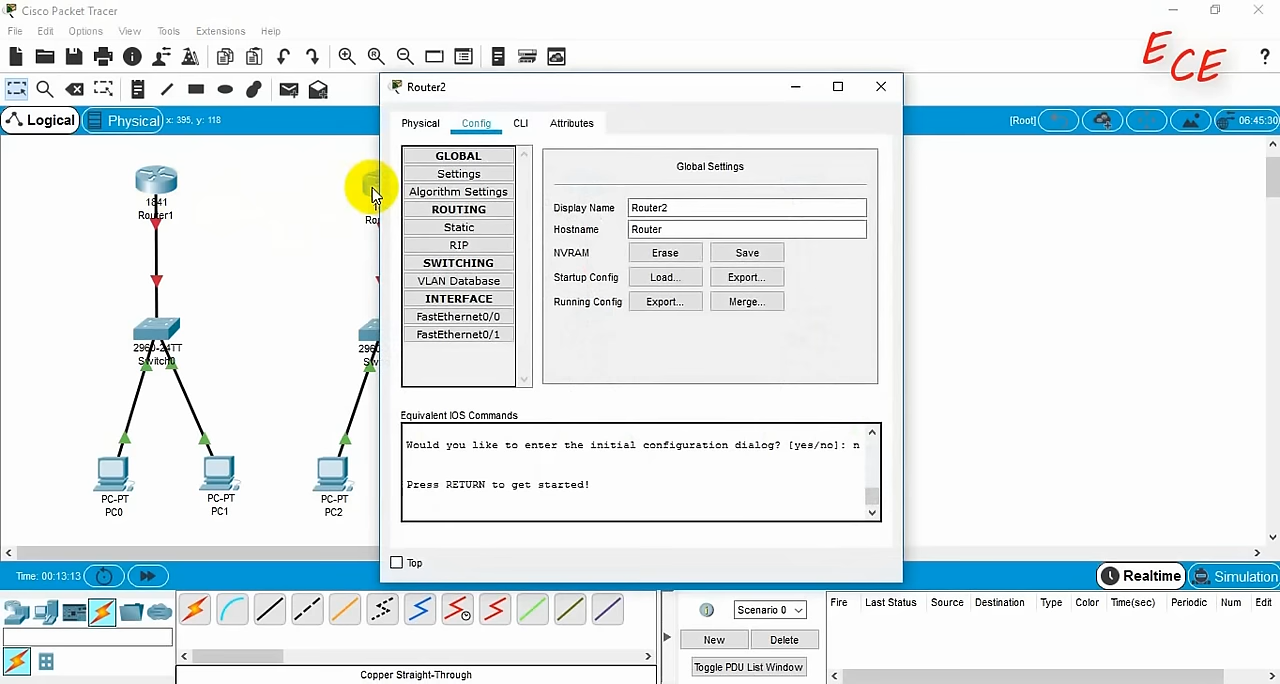 Cisco Packet Tracer
File Edit Options View Tools Extensions Help
ECE
?
Logical Physical x: 395, y: 118 [Root] 06:45:30
Router2
Physical Config CLI Attributes
GLOBAL
Settings
Algorithm Settings
ROUTING
Static
RIP
SWITCHING
VLAN Database
INTERFACE
FastEthernet0/0
FastEthernet0/1
Global Settings
Display Name Router2
Hostname Router
NVRAM Erase Save
Startup Config Load... Export...
Running Config Export... Merge...
Equivalent IOS Commands
Would you like to enter the initial configuration dialog? [yes/no]: n
Press RETURN to get started!
Top
1841
Router1
2960-24TT
Switch0
PC-PT
PC0
PC-PT
PC1
PC-PT
PC2
Time: 00:13:13 Realtime Simulation
Copper Straight-Through
Scenario 0
New Delete
Toggle PDU List Window
Fire Last Status Source Destination Type Color Time(sec) Periodic Num Edit